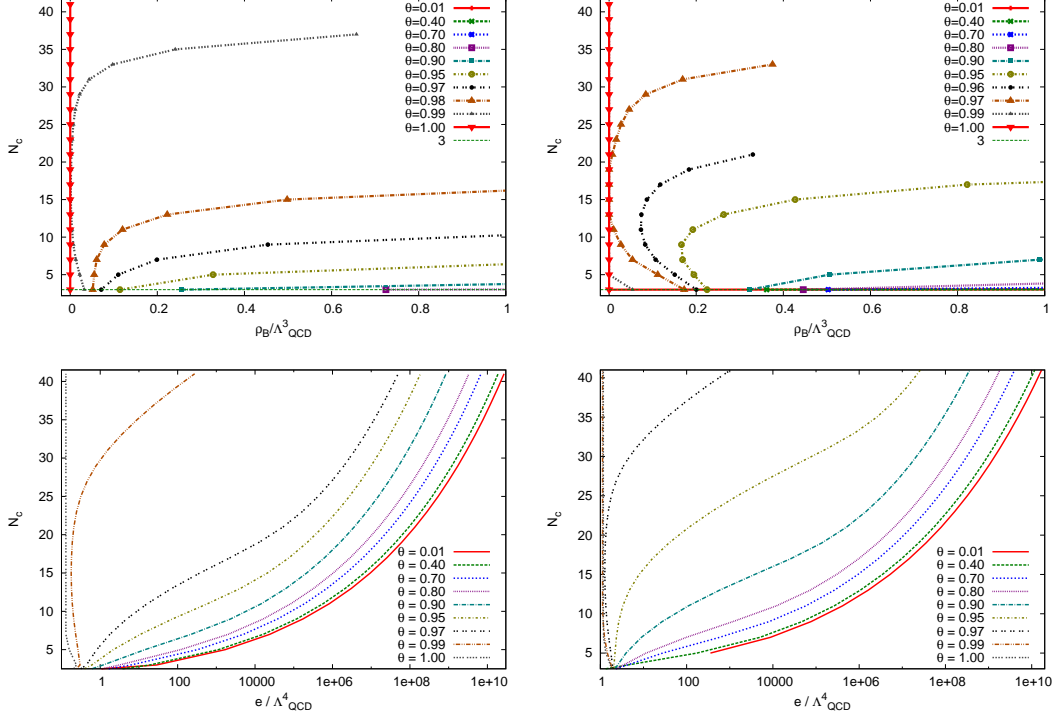 40
35
30
25
20
15
10
5
N_c
0
0.2
0.4
0.6
0.8
1
ρ_B/Λ^3_QCD
θ=0.01
θ=0.40
θ=0.70
θ=0.80
θ=0.90
θ=0.95
θ=0.97
θ=0.98
θ=0.99
θ=1.00
3
40
35
30
25
20
15
10
5
N_c
0
0.2
0.4
0.6
0.8
1
ρ_B/Λ^3_QCD
θ=0.01
θ=0.40
θ=0.70
θ=0.80
θ=0.90
θ=0.95
θ=0.96
θ=0.97
θ=0.99
θ=1.00
3
40
35
30
25
20
15
10
5
N_c
1
100
10000
1e+06
1e+08
1e+10
e / Λ^4_QCD
θ = 0.01
θ = 0.40
θ = 0.70
θ = 0.80
θ = 0.90
θ = 0.95
θ = 0.97
θ = 0.99
θ = 1.00
40
35
30
25
20
15
10
5
N_c
1
100
10000
1e+06
1e+08
1e+10
e / Λ^4_QCD
θ = 0.01
θ = 0.40
θ = 0.70
θ = 0.80
θ = 0.90
θ = 0.95
θ = 0.97
θ = 0.99
θ = 1.00